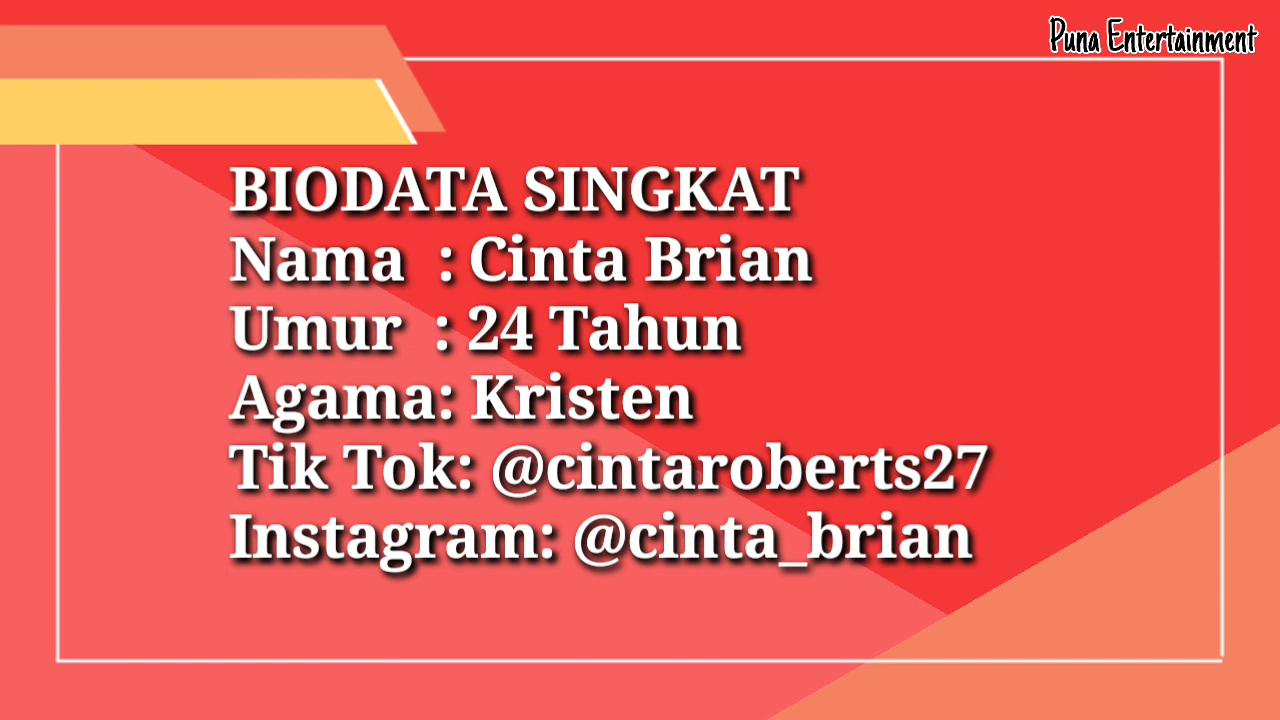 Puna Entertainment
BIODATA SINGKAT
Nama : Cinta Brian
Umur : 24 Tahun
Agama: Kristen
Tik Tok: @cintaroberts27
Instagram: @cinta_brian